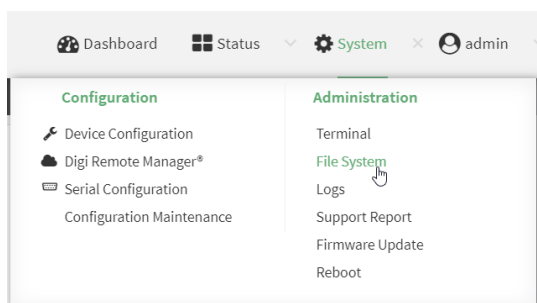 Dashboard Status System admin
Configuration
Device Configuration
Digi Remote Manager®
Serial Configuration
Configuration Maintenance
Administration
Terminal
File System
Logs
Support Report
Firmware Update
Reboot